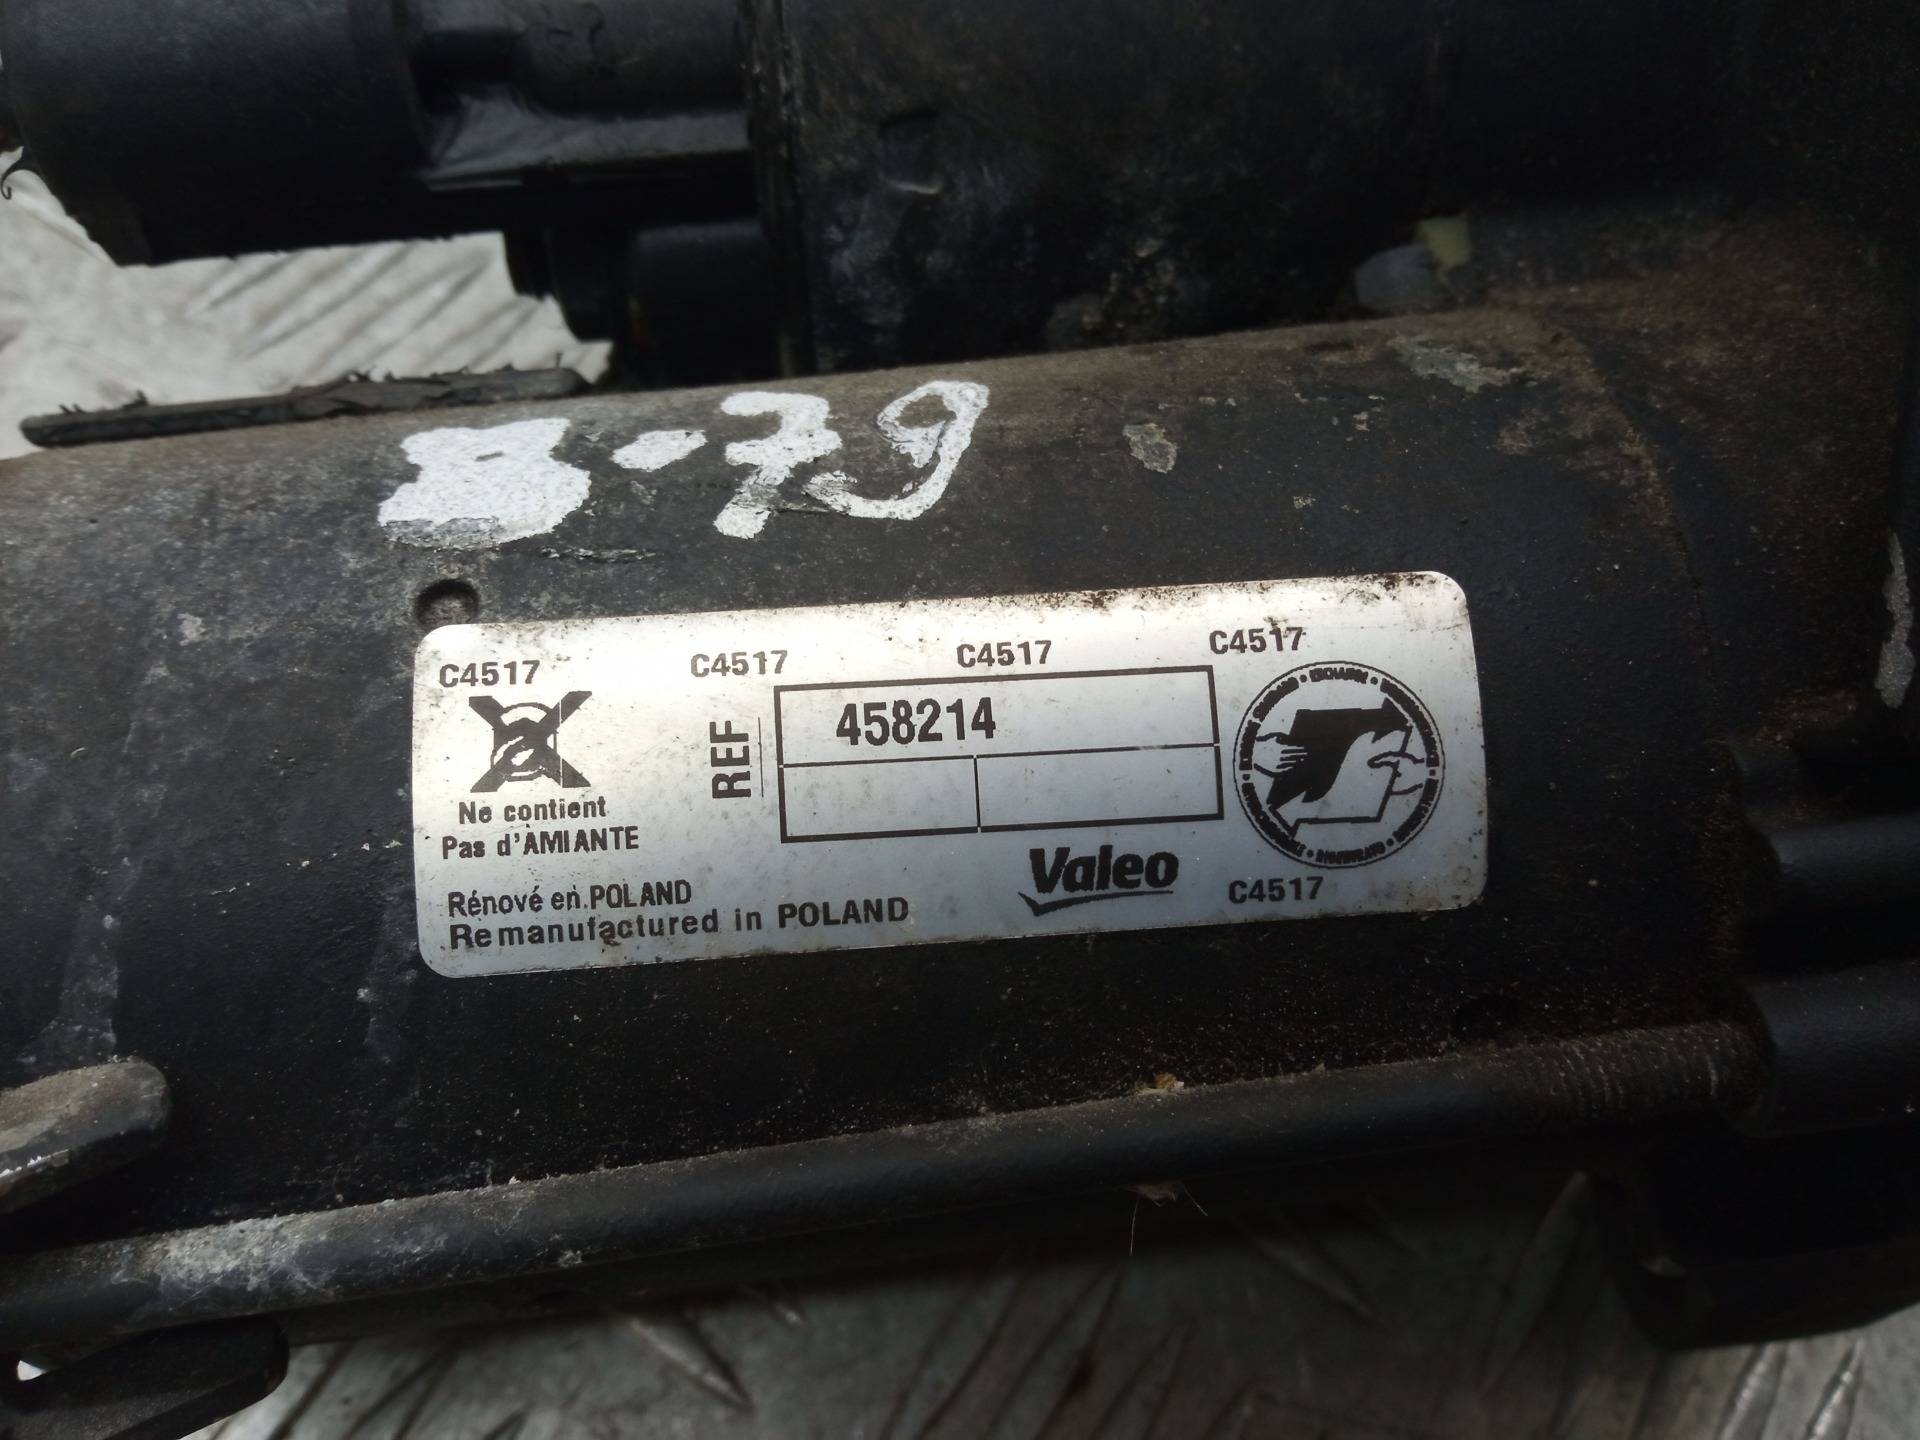 8-79
C4517 C4517 C4517 C4517
REF 458214
Ne contient
Pas d'AMIANTE
Rénové en POLAND
Remanufactured in POLAND
Valeo
C4517